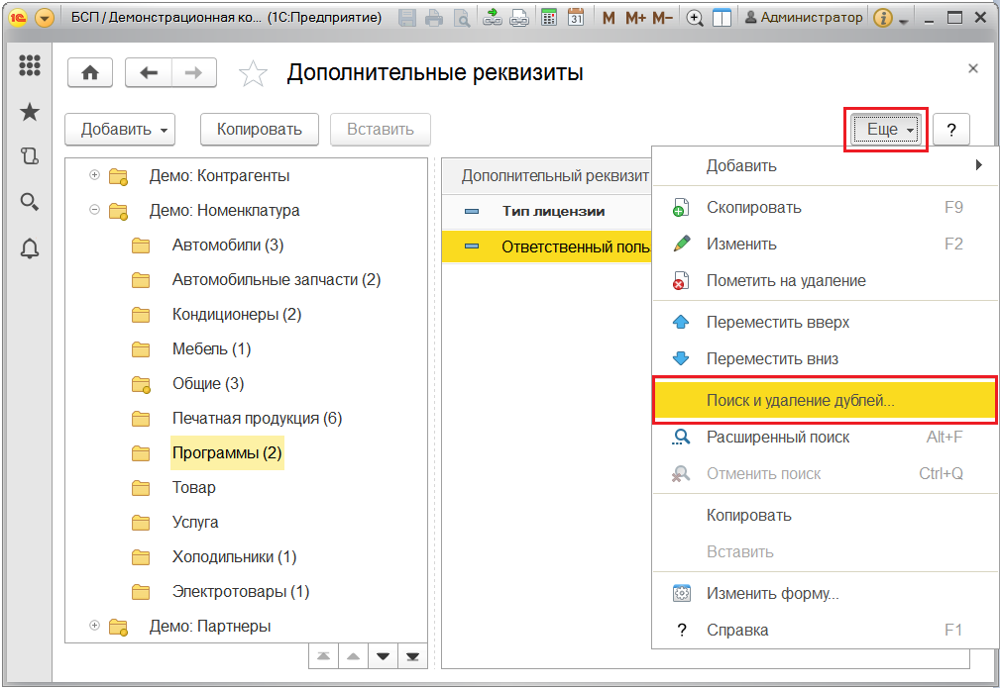 БСП / Демонстрационная ко... (1С:Предприятие) M M+ M- Администратор
Дополнительные реквизиты
Добавить Копировать Вставить Еще ?
Демо: Контрагенты
Демо: Номенклатура
Автомобили (3)
Автомобильные запчасти (2)
Кондиционеры (2)
Мебель (1)
Общие (3)
Печатная продукция (6)
Программы (2)
Товар
Услуга
Холодильники (1)
Электротовары (1)
Демо: Партнеры
Дополнительный реквизит
Тип лицензии
Ответственный поль
Добавить
Скопировать F9
Изменить F2
Пометить на удаление
Переместить вверх
Переместить вниз
Поиск и удаление дублей...
Расширенный поиск Alt+F
Отменить поиск Ctrl+Q
Копировать
Вставить
Изменить форму...
? Справка F1